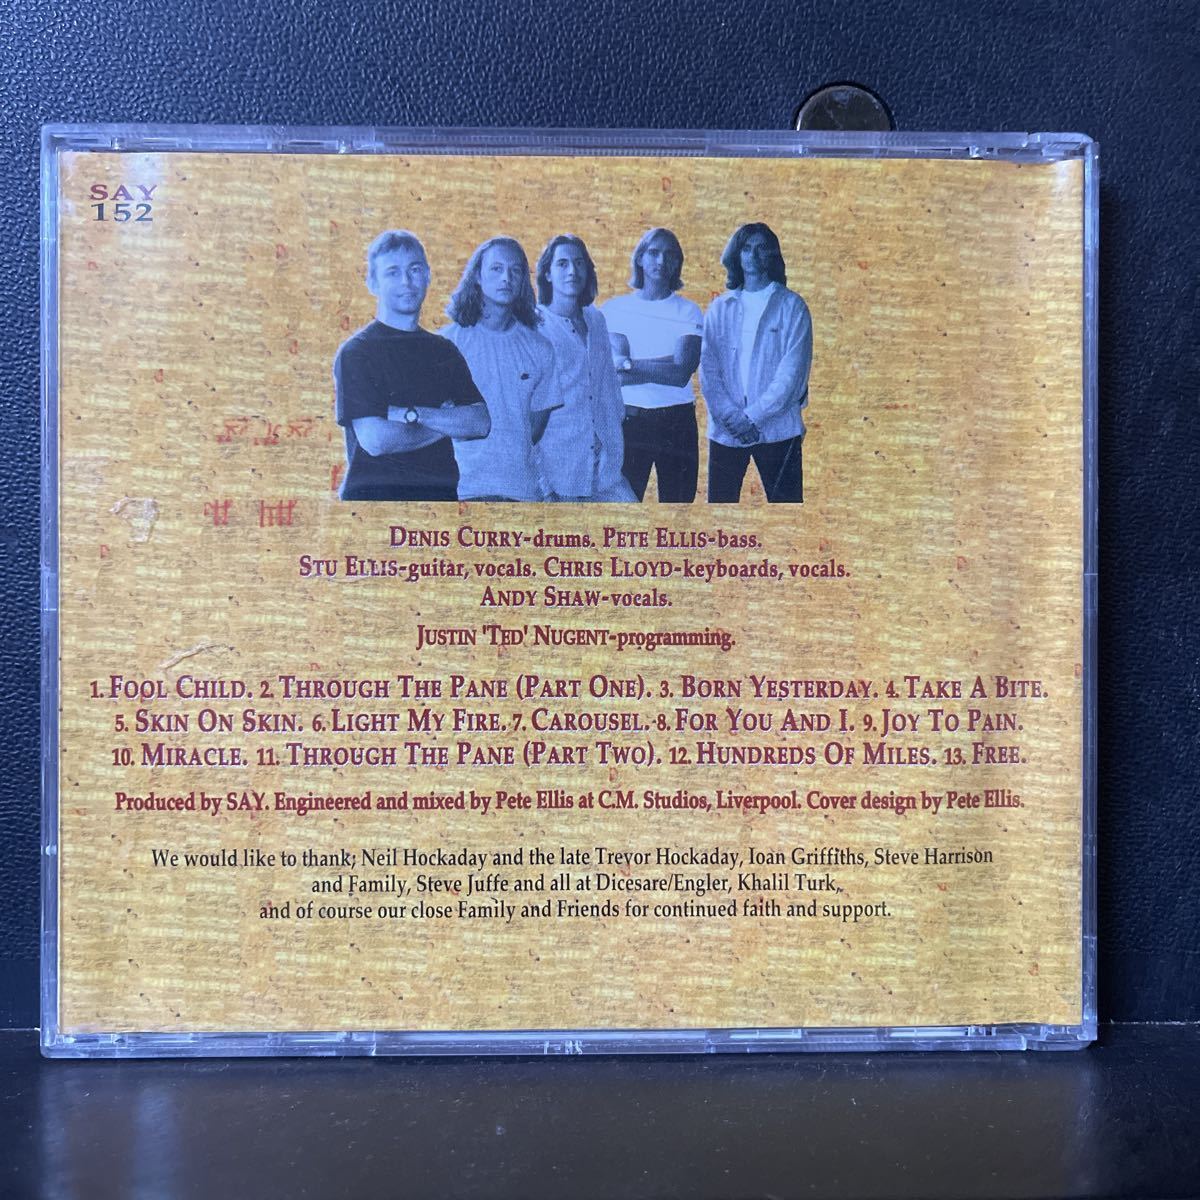 SAY
152
DENIS CURRY-drums. PETE ELLIS-bass.
STU ELLIS-guitar, vocals. CHRIS LLOYD-keyboards, vocals.
ANDY SHAW-vocals.
JUSTIN 'TED' NUGENT-programming.
1. FOOL CHILD. 2. THROUGH THE PANE (PART ONE). 3. BORN YESTERDAY. 4. TAKE A BITE.
5. SKIN ON SKIN. 6. LIGHT MY FIRE. 7. CAROUSEL. 8. FOR YOU AND I. 9. JOY TO PAIN.
10. MIRACLE. 11. THROUGH THE PANE (PART TWO). 12. HUNDREDS OF MILES. 13. FREE.
Produced by SAY. Engineered and mixed by Pete Ellis at C.M. Studios, Liverpool. Cover design by Pete Ellis.
We would like to thank; Neil Hockaday and the late Trevor Hockaday, Ioan Griffiths, Steve Harrison
and Family, Steve Juffe and all at Dicesare/Engler, Khalil Turk,
and of course our close Family and Friends for continued faith and support.